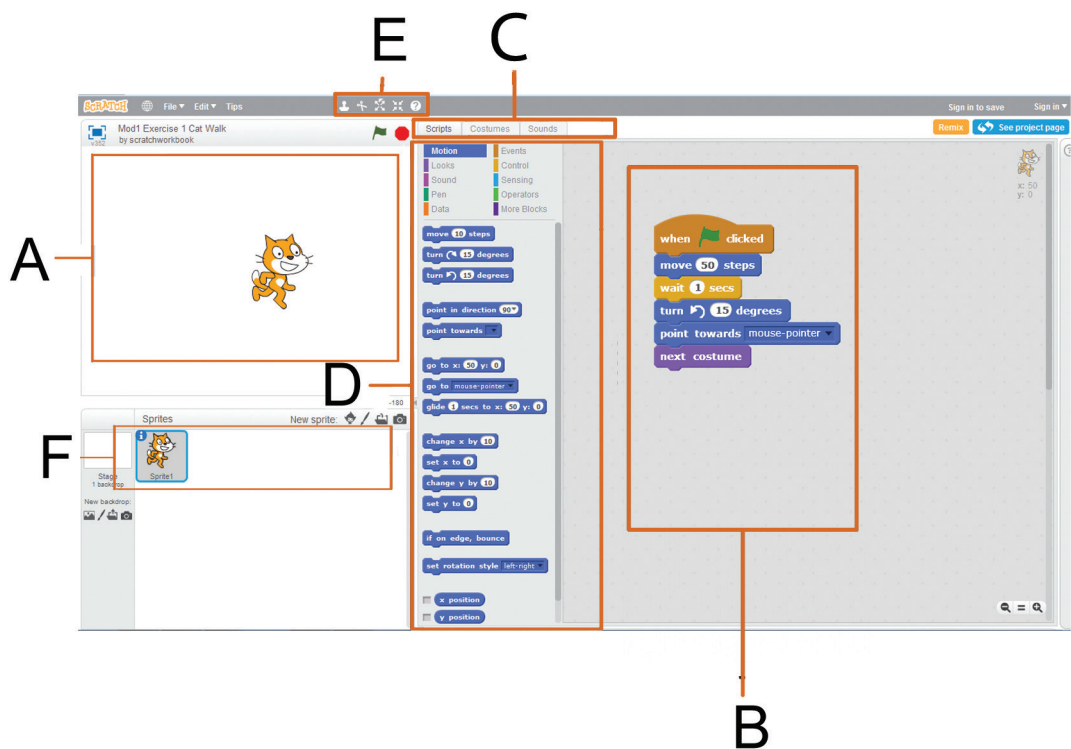 E
C
SCRATCH File Edit Tips
Sign in to save Sign in
Mod1 Exercise 1 Cat Walk
by scratchworkbook
v352
Scripts Costumes Sounds
Remix See project page
A
Motion Events
Looks Control
Sound Sensing
Pen Operators
Data More Blocks
move 10 steps
turn 15 degrees
turn 15 degrees
point in direction 90
point towards
go to x: 50 y: 0
go to mouse-pointer
glide 1 secs to x: 50 y: 0
change x by 10
set x to 0
change y by 10
set y to 0
if on edge, bounce
set rotation style left-right
x position
y position
x: 50
y: 0
when clicked
move 50 steps
wait 1 secs
turn 15 degrees
point towards mouse-pointer
next costume
D
-180
Sprites New sprite:
F
Stage
1 backdrop
Sprite1
New backdrop:
B